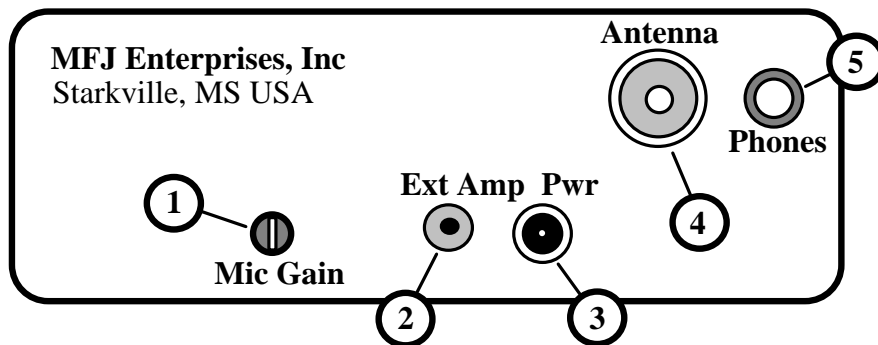 MFJ Enterprises, Inc
Starkville, MS USA
Antenna
5
Phones
1
Ext Amp Pwr
4
Mic Gain
2
3